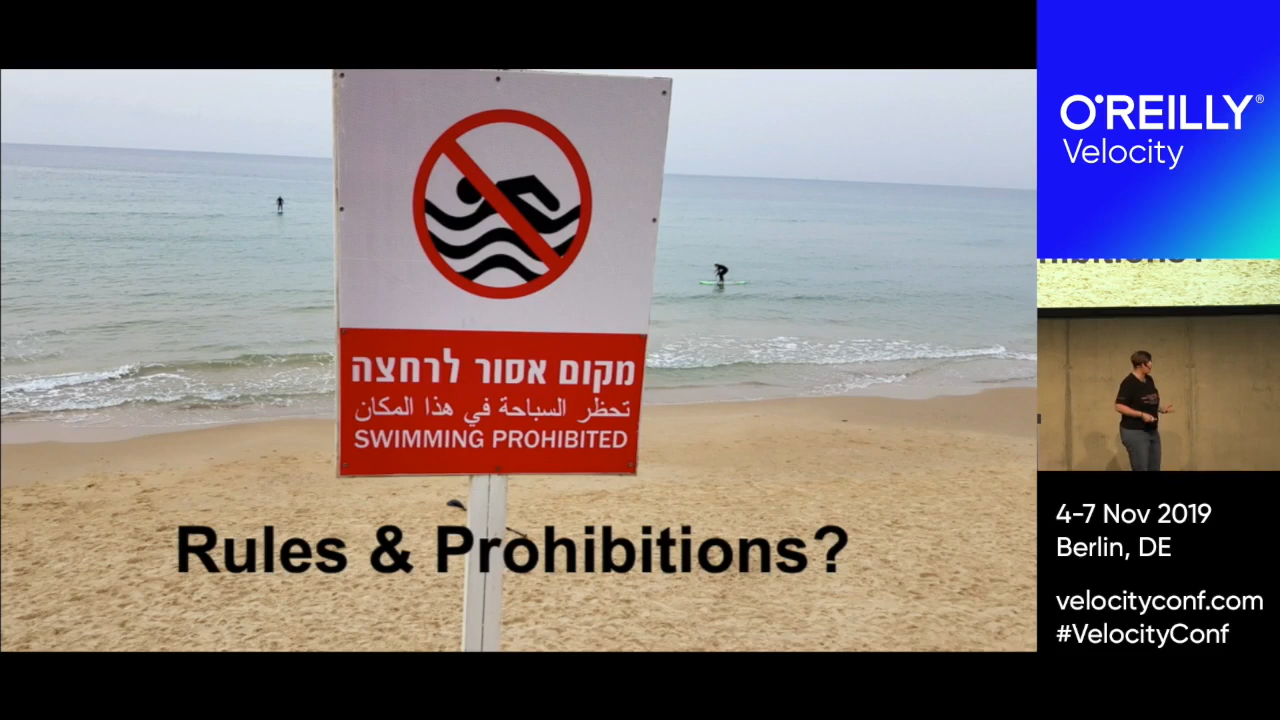 מקום אסור לרחצה
تحظر السباحة في هذا المكان
SWIMMING PROHIBITED
Rules & Prohibitions?
O'REILLY®
Velocity
4-7 Nov 2019
Berlin, DE
velocityconf.com
#VelocityConf